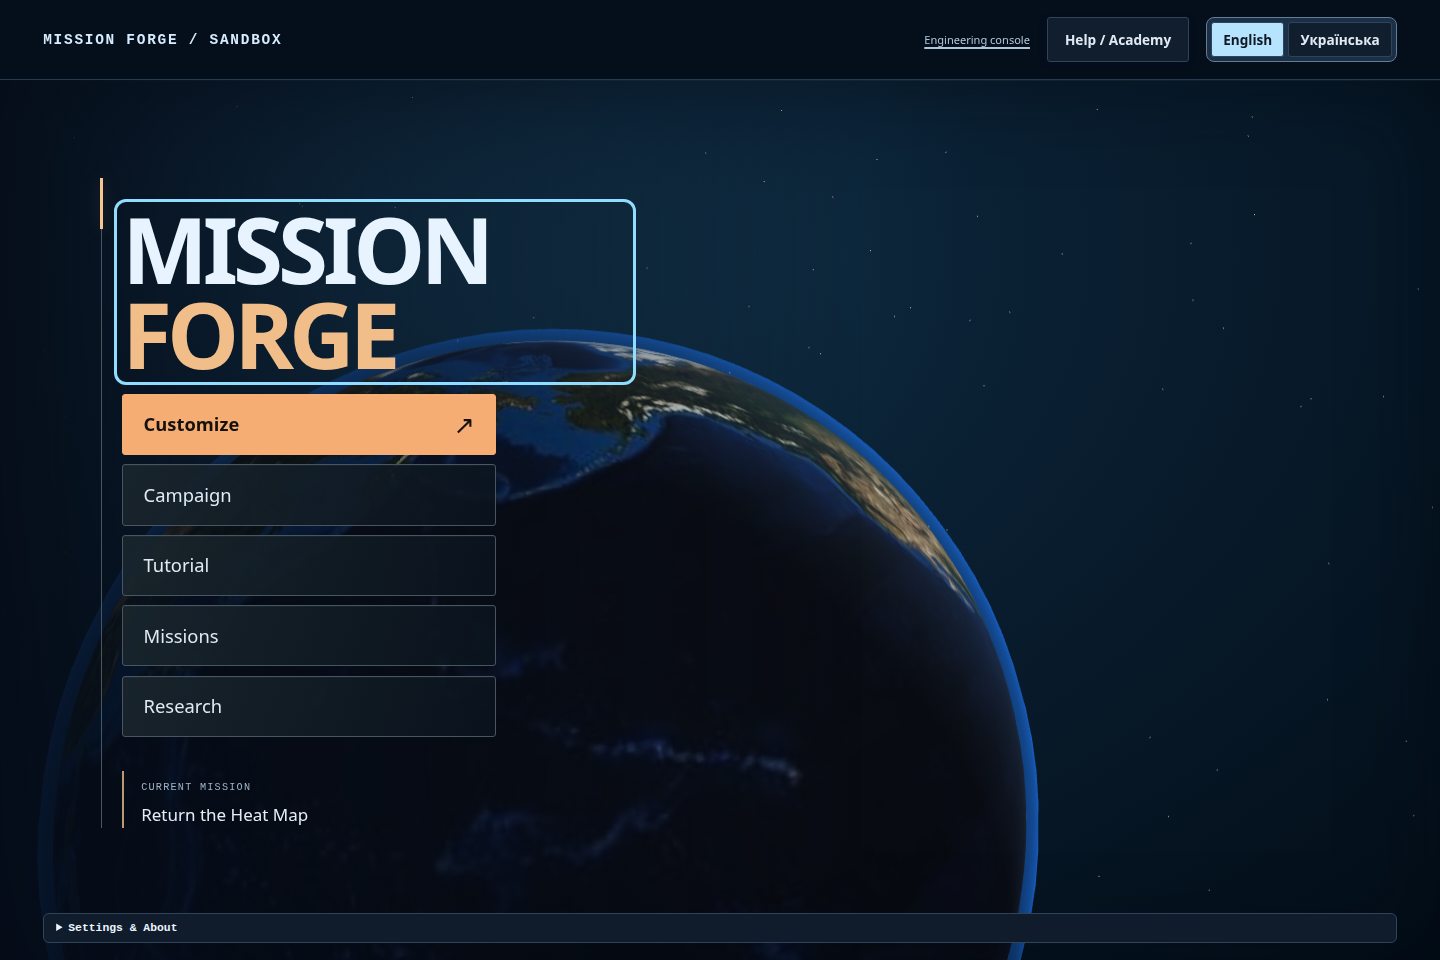 MISSION FORGE / SANDBOX
Engineering console
Help / Academy
English
Українська
MISSION
FORGE
Customize ↗
Campaign
Tutorial
Missions
Research
CURRENT MISSION
Return the Heat Map
▶ Settings & About